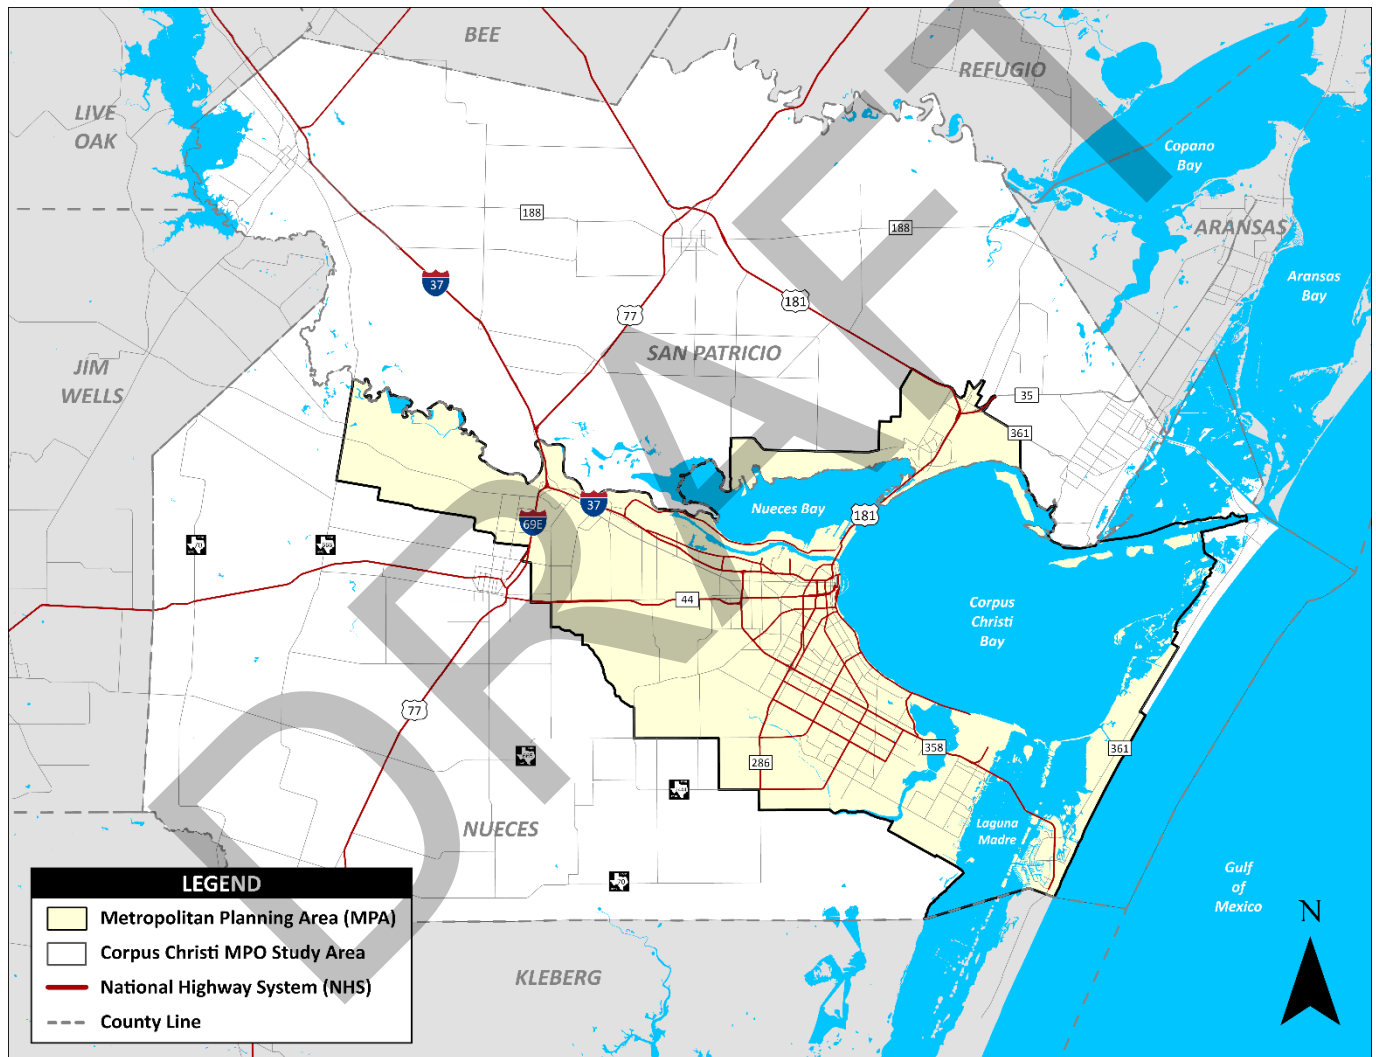 BEE
REFUGIO
LIVE
OAK
Copano
Bay
188
188
ARANSAS
Aransas
Bay
37
181
77
SAN PATRICIO
JIM
WELLS
35
361
Nueces Bay
37
181
69E
44
Corpus
Christi
Bay
77
358
361
286
NUECES
Laguna
Madre
Gulf
of
Mexico
N
KLEBERG
DRAFT
LEGEND
Metropolitan Planning Area (MPA)
Corpus Christi MPO Study Area
National Highway System (NHS)
County Line